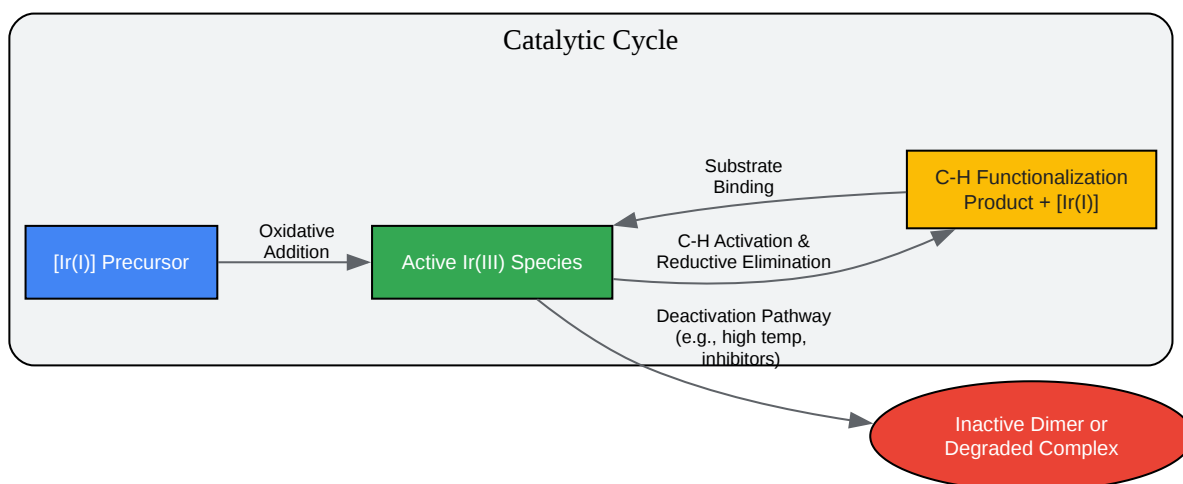 Catalytic Cycle
Substrate
Binding
C-H Functionalization
Product + [Ir(I)]
Oxidative
Addition
[Ir(I)] Precursor
Active Ir(III) Species
C-H Activation &
Reductive Elimination
Deactivation Pathway
(e.g., high temp,
inhibitors)
Inactive Dimer or
Degraded Complex